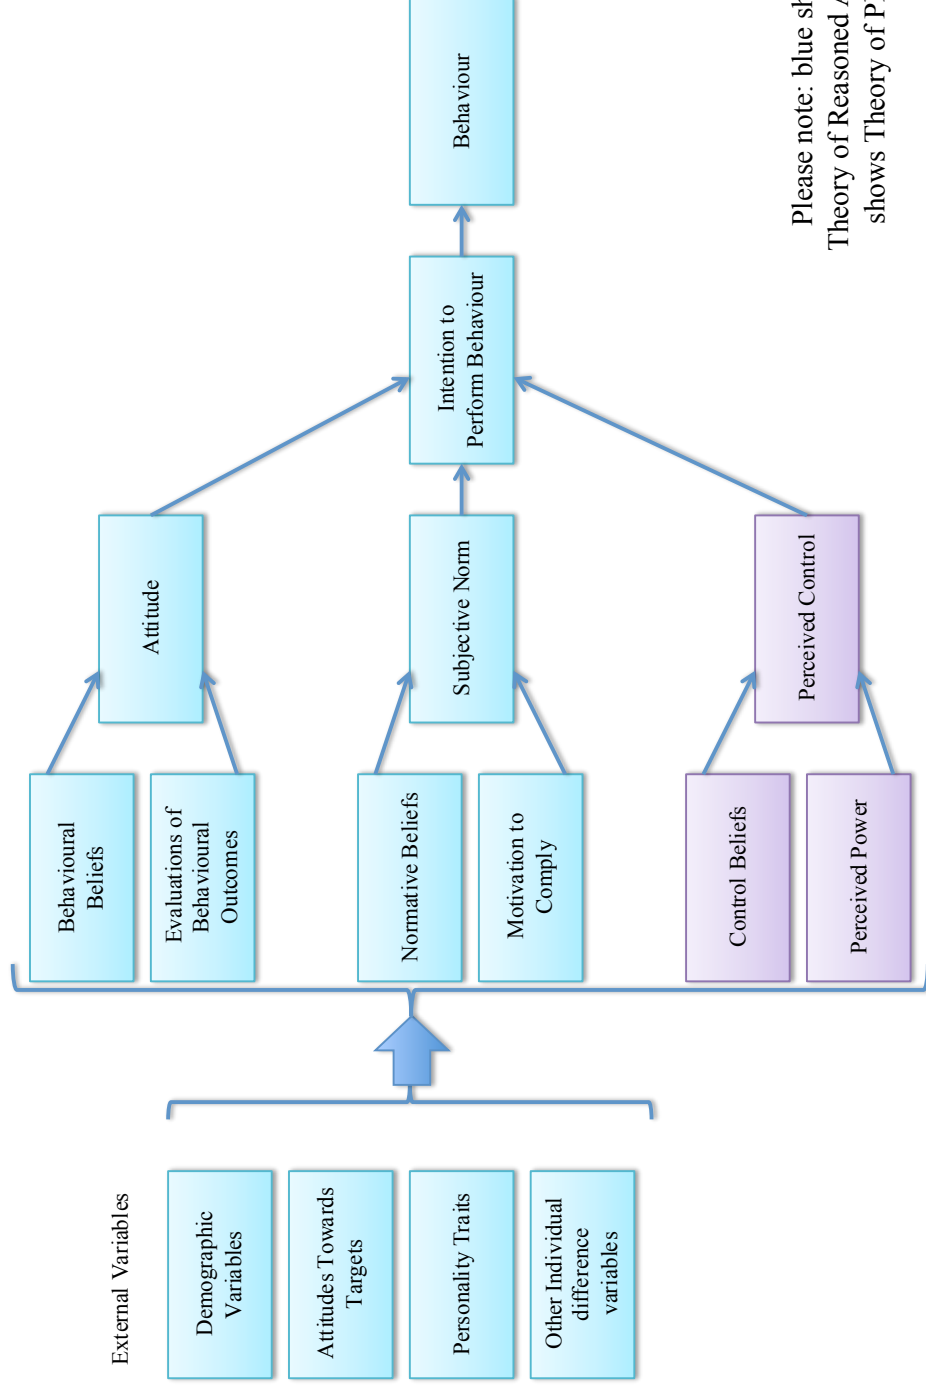 External Variables
Demographic
Variables
Attitudes Towards
Targets
Personality Traits
Other Individual
difference
variables
Behavioural
Beliefs
Evaluations of
Behavioural
Outcomes
Normative Beliefs
Motivation to
Comply
Control Beliefs
Perceived Power
Attitude
Subjective Norm
Perceived Control
Intention to
Perform Behaviour
Behaviour
Please note: blue
Theory of Reasoned
shows Theory of